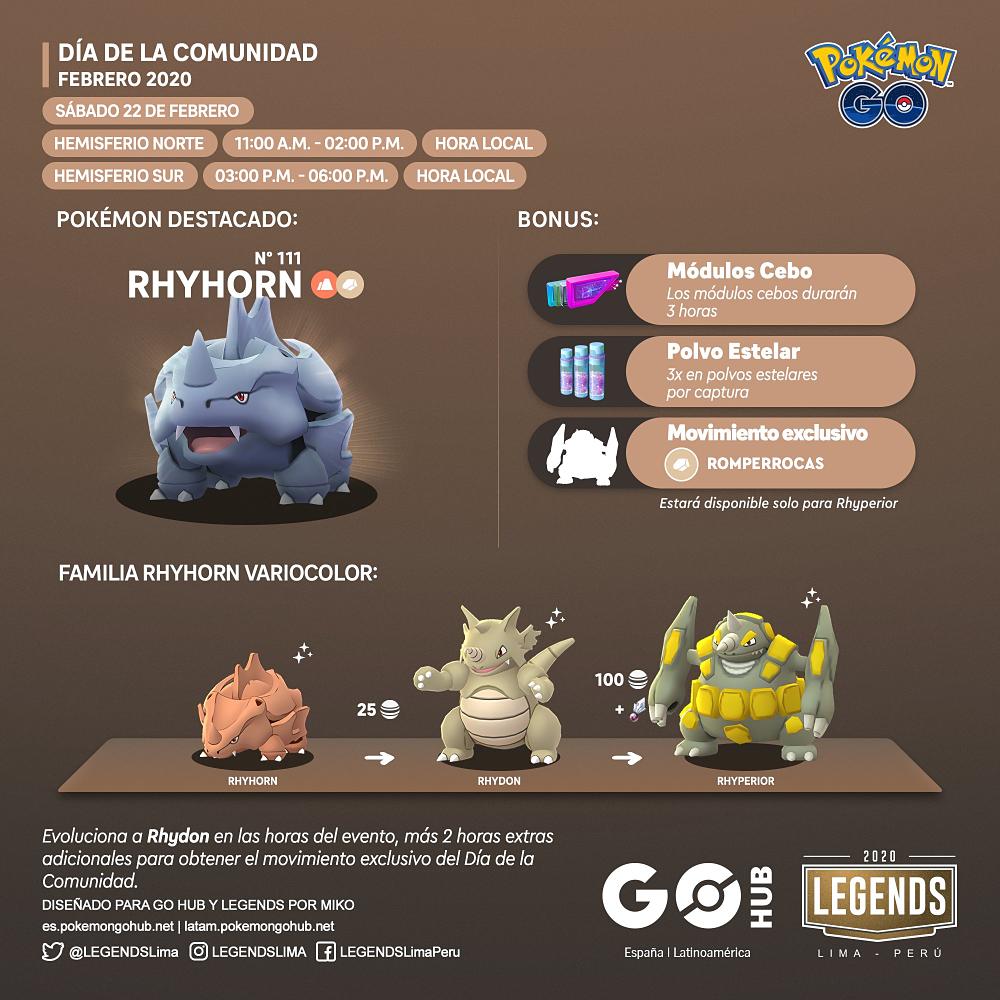 DÍA DE LA COMUNIDAD
FEBRERO 2020
SÁBADO 22 DE FEBRERO
HEMISFERIO NORTE 11:00 A.M. - 02:00 P.M. HORA LOCAL
HEMISFERIO SUR 03:00 P.M. - 06:00 P.M. HORA LOCAL
POKéMON
GO
POKÉMON DESTACADO:
N° 111
RHYHORN
BONUS:
Módulos Cebo
Los módulos cebos durarán
3 horas
Polvo Estelar
3x en polvos estelares
por captura
Movimiento exclusivo
ROMPERROCAS
Estará disponible solo para Rhyperior
FAMILIA RHYHORN VARIOCOLOR:
25
100
+
RHYHORN
RHYDON
RHYPERIOR
Evoluciona a Rhydon en las horas del evento, más 2 horas extras
adicionales para obtener el movimiento exclusivo del Día de la
Comunidad.
DISEÑADO PARA GO HUB Y LEGENDS POR MIKO
es.pokemongohub.net | latam.pokemongohub.net
@LEGENDSLima LEGENDSLIMA LEGENDSLimaPeru
GO HUB
España | Latinoamérica
2020
LEGENDS
LIMA - PERÚ